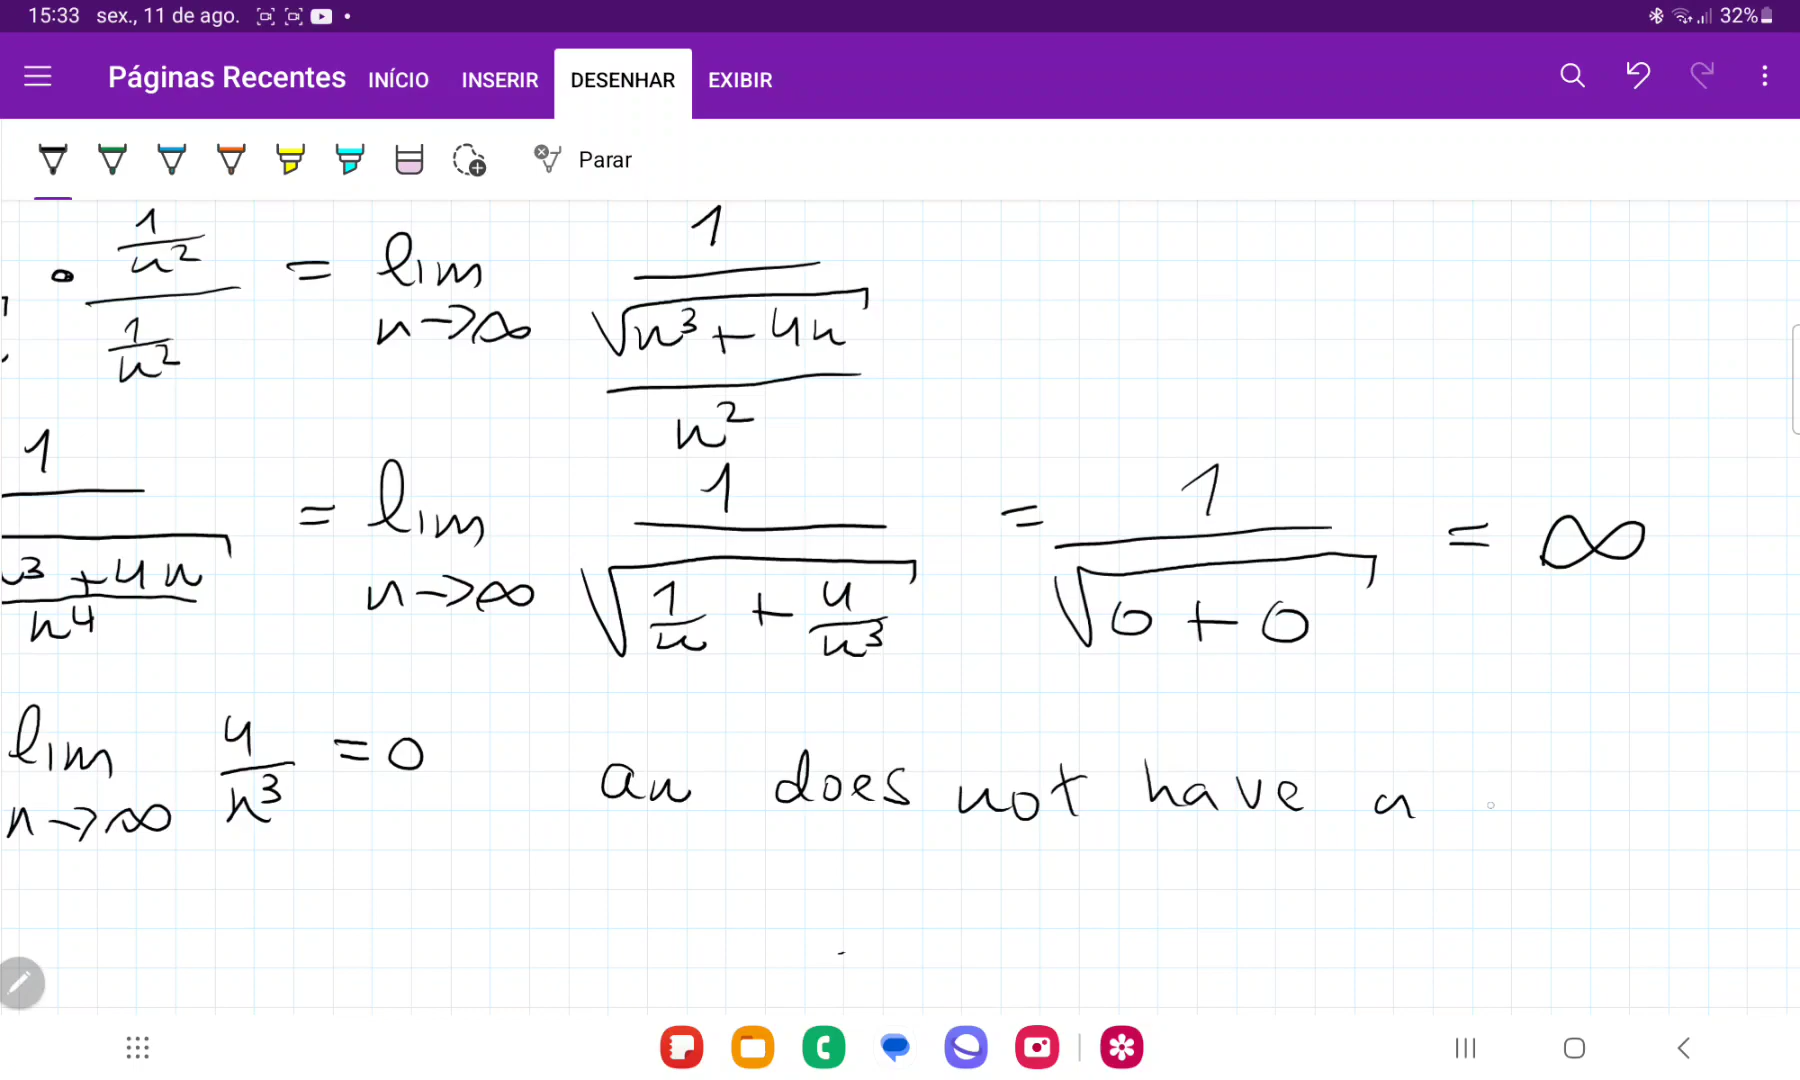 15:33 sex., 11 de ago. 32%
Páginas Recentes INÍCIO INSERIR DESENHAR EXIBIR
Parar
· (1/n²)/(1/n²) = lim n→∞ 1/(√(n³+4n)/n²)
1/√((n³+4n)/n⁴) = lim n→∞ 1/√(1/n + 4/n³) = 1/√(0+0) = ∞
lim n→∞ 4/n³ = 0 an does not have a